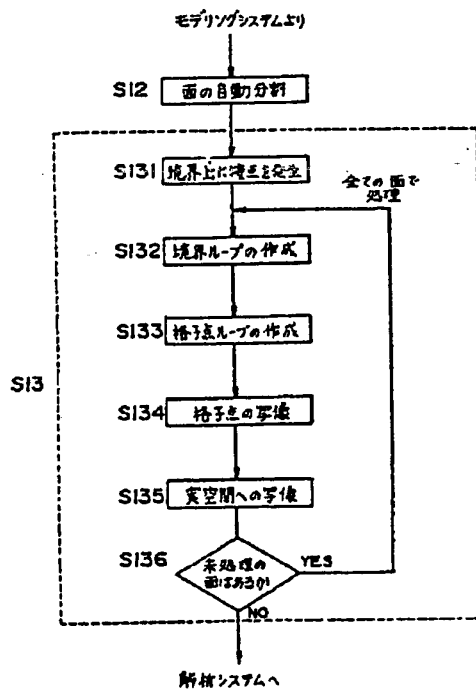 モデリングシステムより
S12
面の自動分割
S131
境界上に接点を発生
全ての面で
処理
S132
境界ループの作成
S133
格子点ループの作成
S13
S134
格子点の写像
S135
実空間への写像
S136
未処理の
面はあるか
YES
NO
解析システムへ